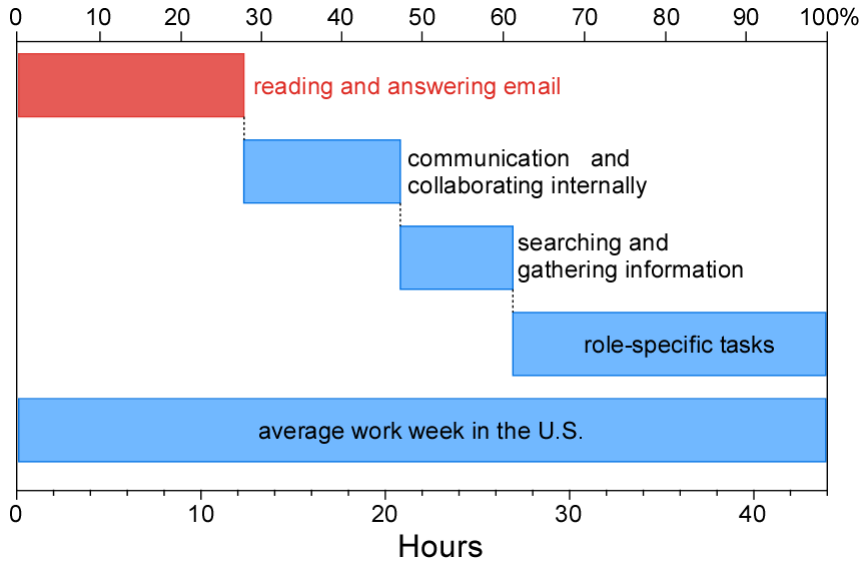 0 10 20 30 40 50 60 70 80 90 100%
reading and answering email
communication and
collaborating internally
searching and
gathering information
role-specific tasks
average work week in the U.S.
0 10 20 30 40
Hours